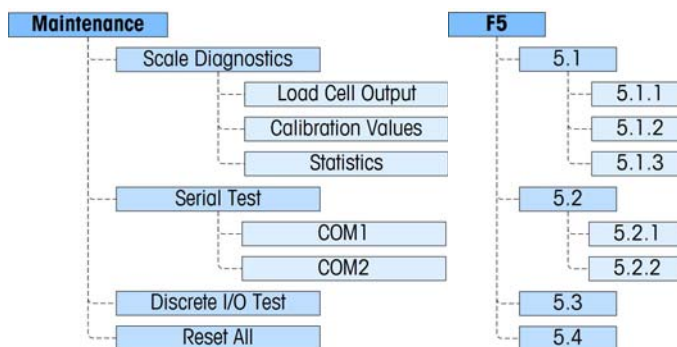 Maintenance F5
Scale Diagnostics 5.1
Load Cell Output 5.1.1
Calibration Values 5.1.2
Statistics 5.1.3
Serial Test 5.2
COM1 5.2.1
COM2 5.2.2
Discrete I/O Test 5.3
Reset All 5.4